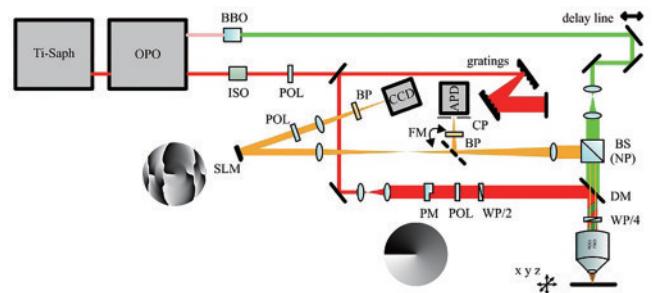 BBO
delay line
Ti-Saph
OPO
gratings
ISO
POL
BP
CCD
APD
CP
FM
BP
POL
BS
(NP)
SLM
DM
PM
POL
WP/2
WP/4
x y z